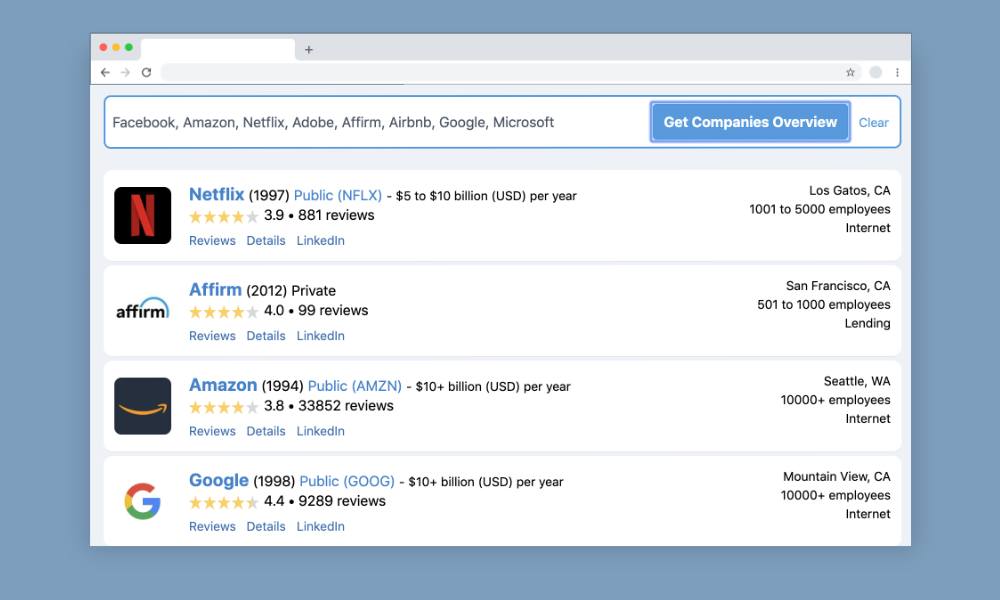 Facebook, Amazon, Netflix, Adobe, Affirm, Airbnb, Google, Microsoft
Get Companies Overview
Clear
Netflix (1997) Public (NFLX) - $5 to $10 billion (USD) per year
3.9 • 881 reviews
Reviews Details LinkedIn
Los Gatos, CA
1001 to 5000 employees
Internet
affirm
Affirm (2012) Private
4.0 • 99 reviews
Reviews Details LinkedIn
San Francisco, CA
501 to 1000 employees
Lending
Amazon (1994) Public (AMZN) - $10+ billion (USD) per year
3.8 • 33852 reviews
Reviews Details LinkedIn
Seattle, WA
10000+ employees
Internet
Google (1998) Public (GOOG) - $10+ billion (USD) per year
4.4 • 9289 reviews
Reviews Details LinkedIn
Mountain View, CA
10000+ employees
Internet